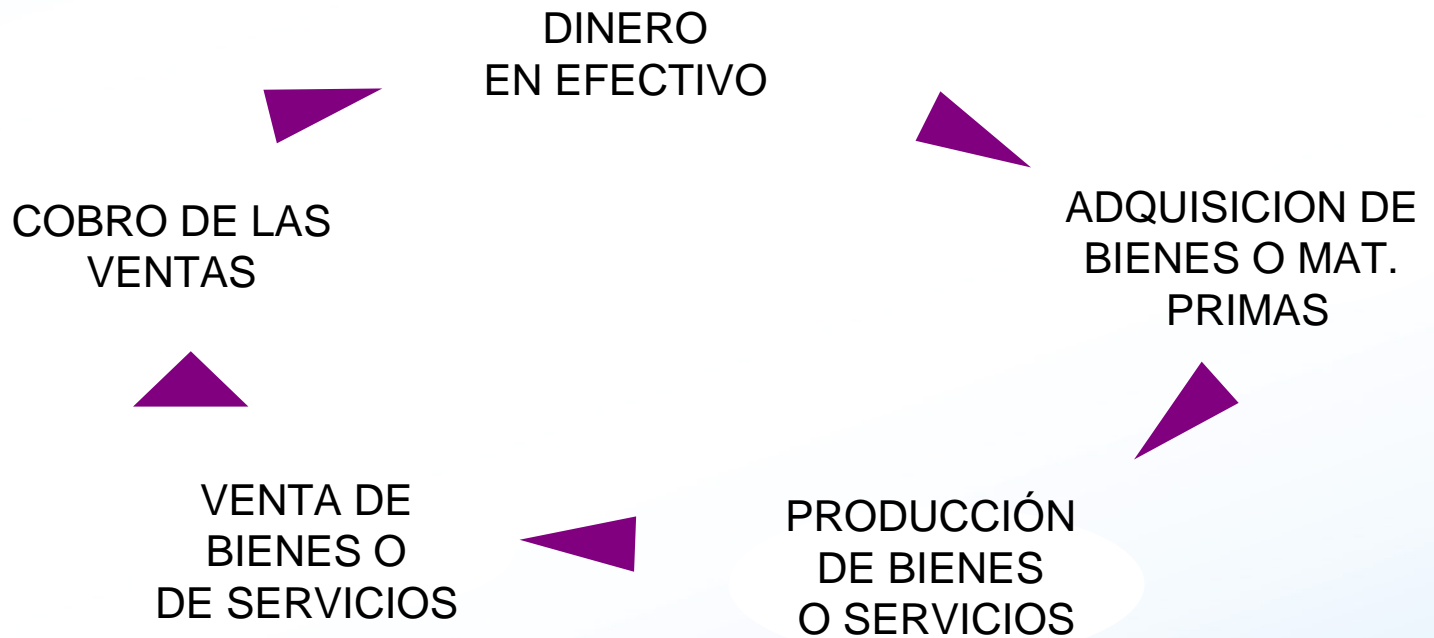 DINERO
EN EFECTIVO
ADQUISICION DE
BIENES O MAT.
PRIMAS
PRODUCCIÓN
DE BIENES
O SERVICIOS
VENTA DE
BIENES O
DE SERVICIOS
COBRO DE LAS
VENTAS